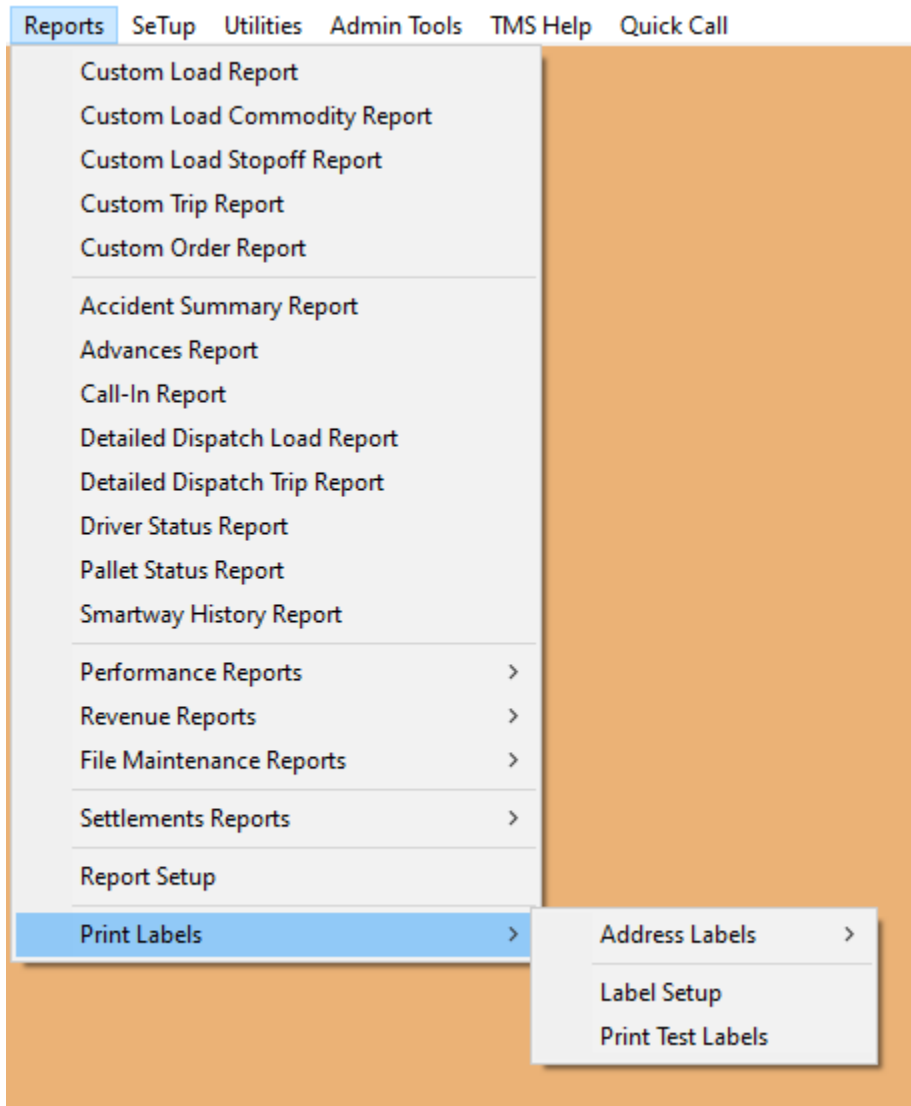 Reports SeTup Utilities Admin Tools TMS Help Quick Call
Custom Load Report
Custom Load Commodity Report
Custom Load Stopoff Report
Custom Trip Report
Custom Order Report
Accident Summary Report
Advances Report
Call-In Report
Detailed Dispatch Load Report
Detailed Dispatch Trip Report
Driver Status Report
Pallet Status Report
Smartway History Report
Performance Reports
Revenue Reports
File Maintenance Reports
Settlements Reports
Report Setup
Print Labels
Address Labels
Label Setup
Print Test Labels